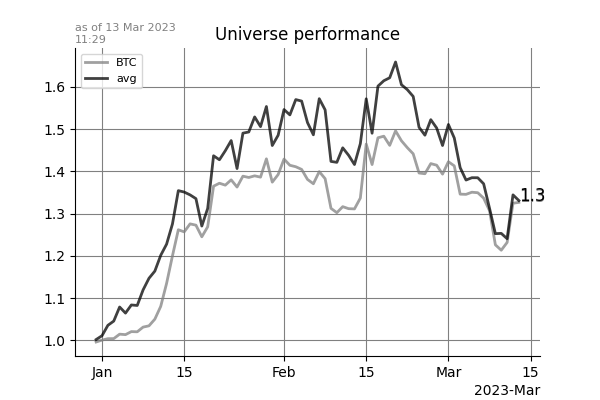 as of 13 Mar 2023
11:29
Universe performance
BTC
avg
1.6
1.5
1.4
1.3
1.2
1.1
1.0
1.3
Jan 15 Feb 15 Mar 15
2023-Mar